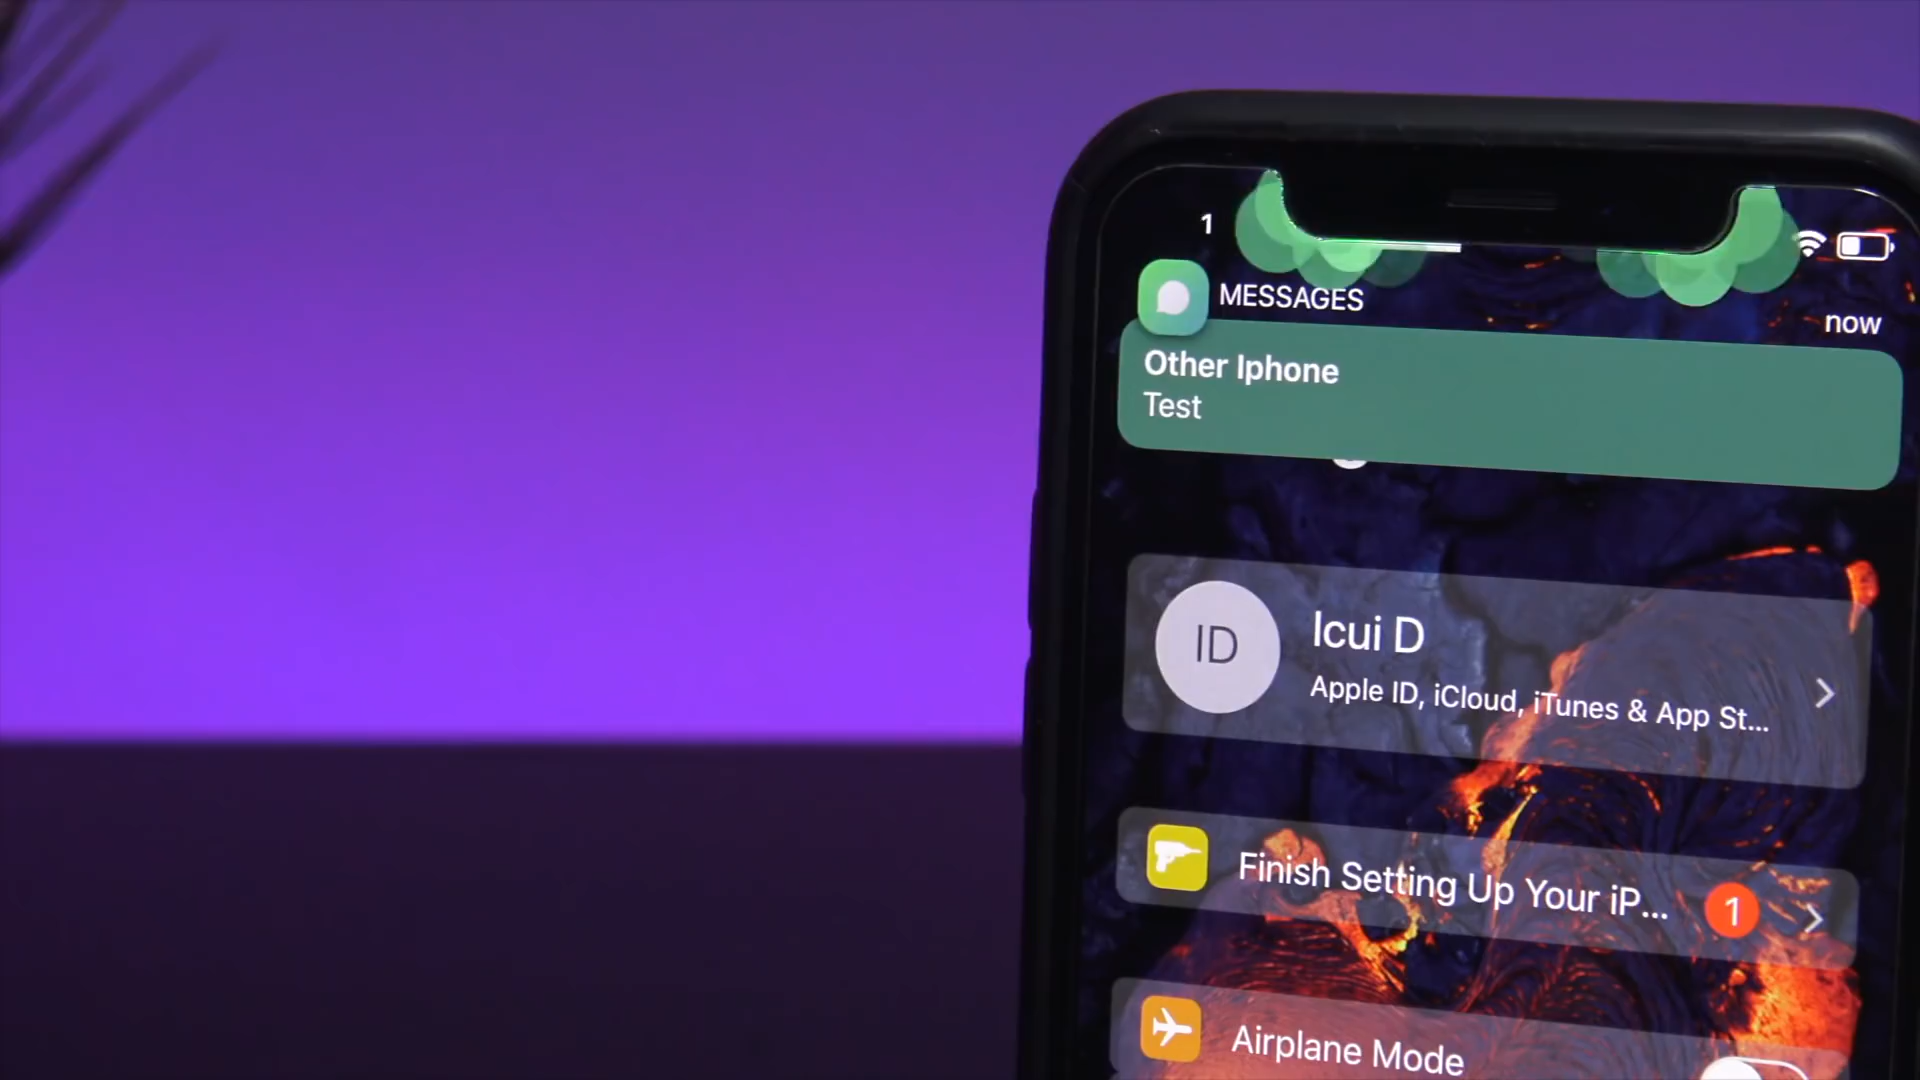 1
MESSAGES
now
Other Iphone
Test
ID
Icui D
Apple ID, iCloud, iTunes & App St...
Finish Setting Up Your iP...
1
Airplane Mode